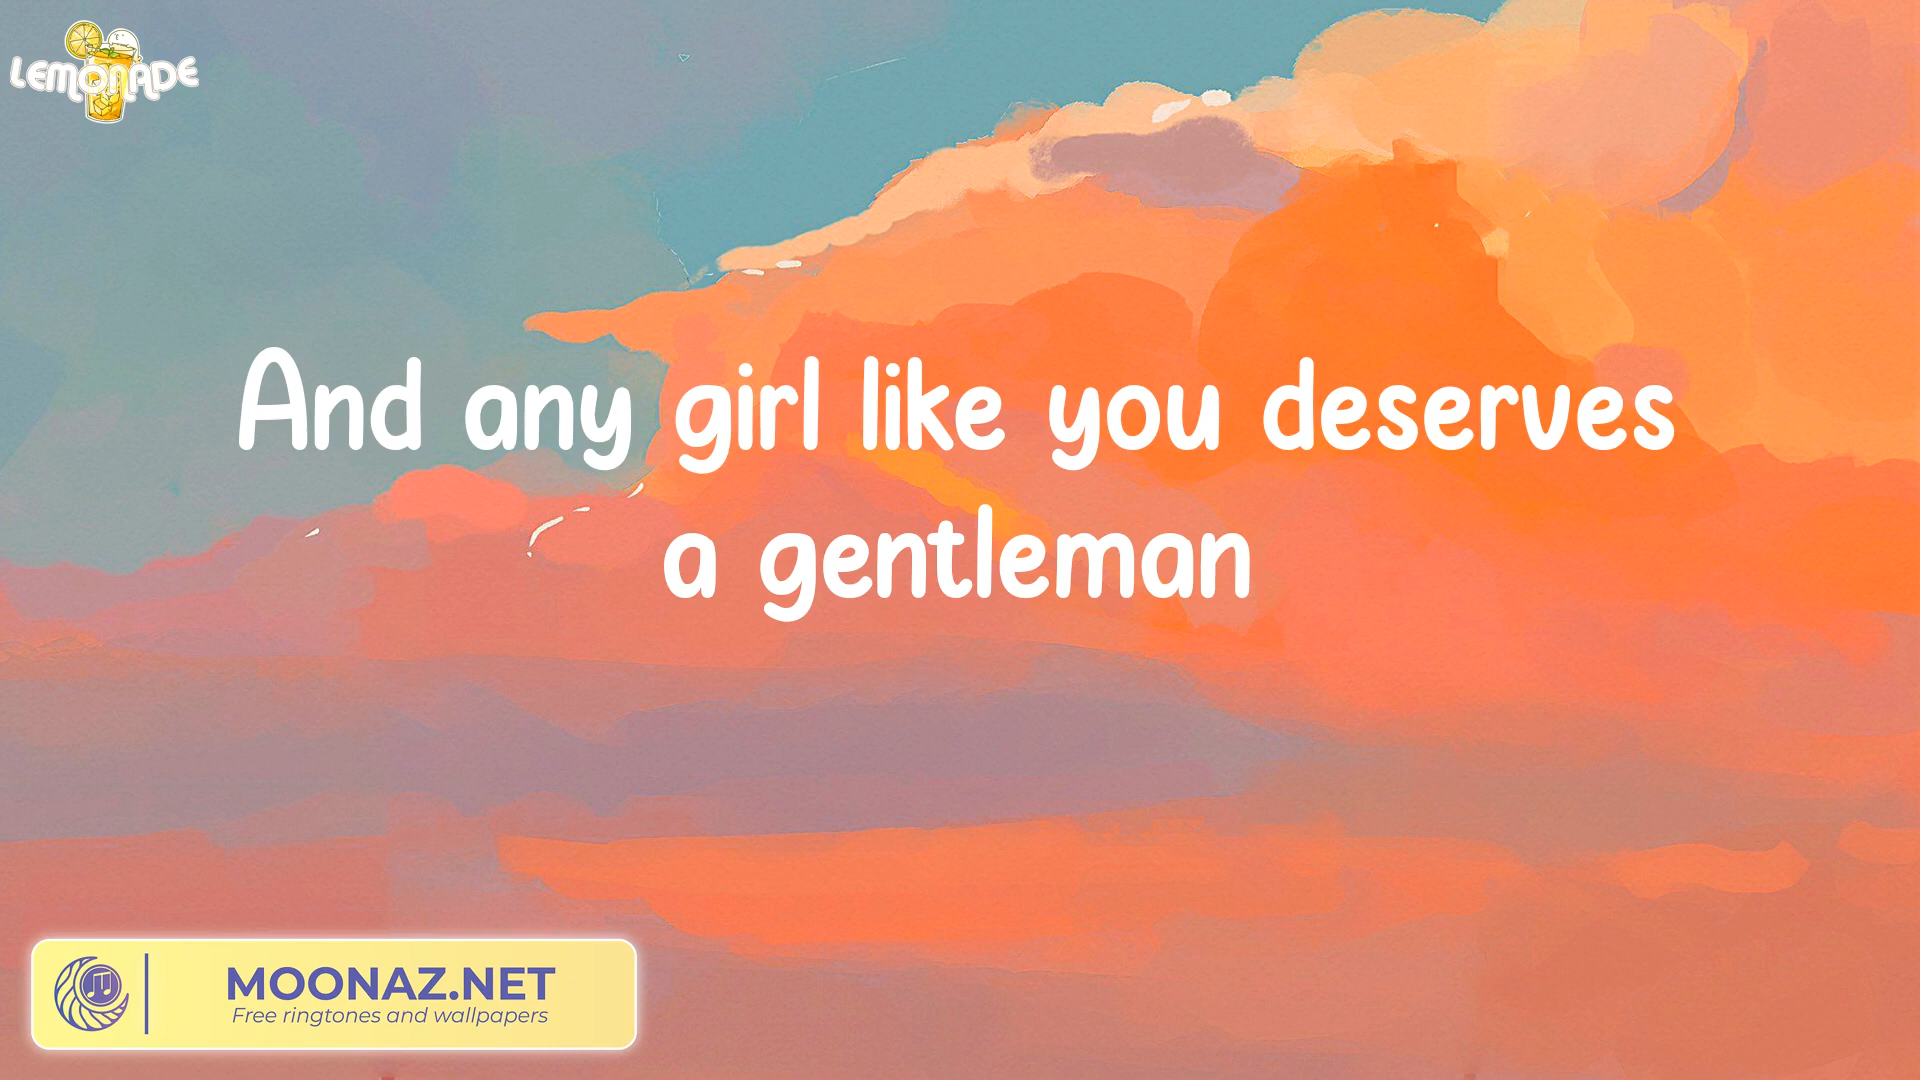 LEMONADE
And any girl like you deserves
a gentleman
MOONAZ.NET
Free ringtones and wallpapers